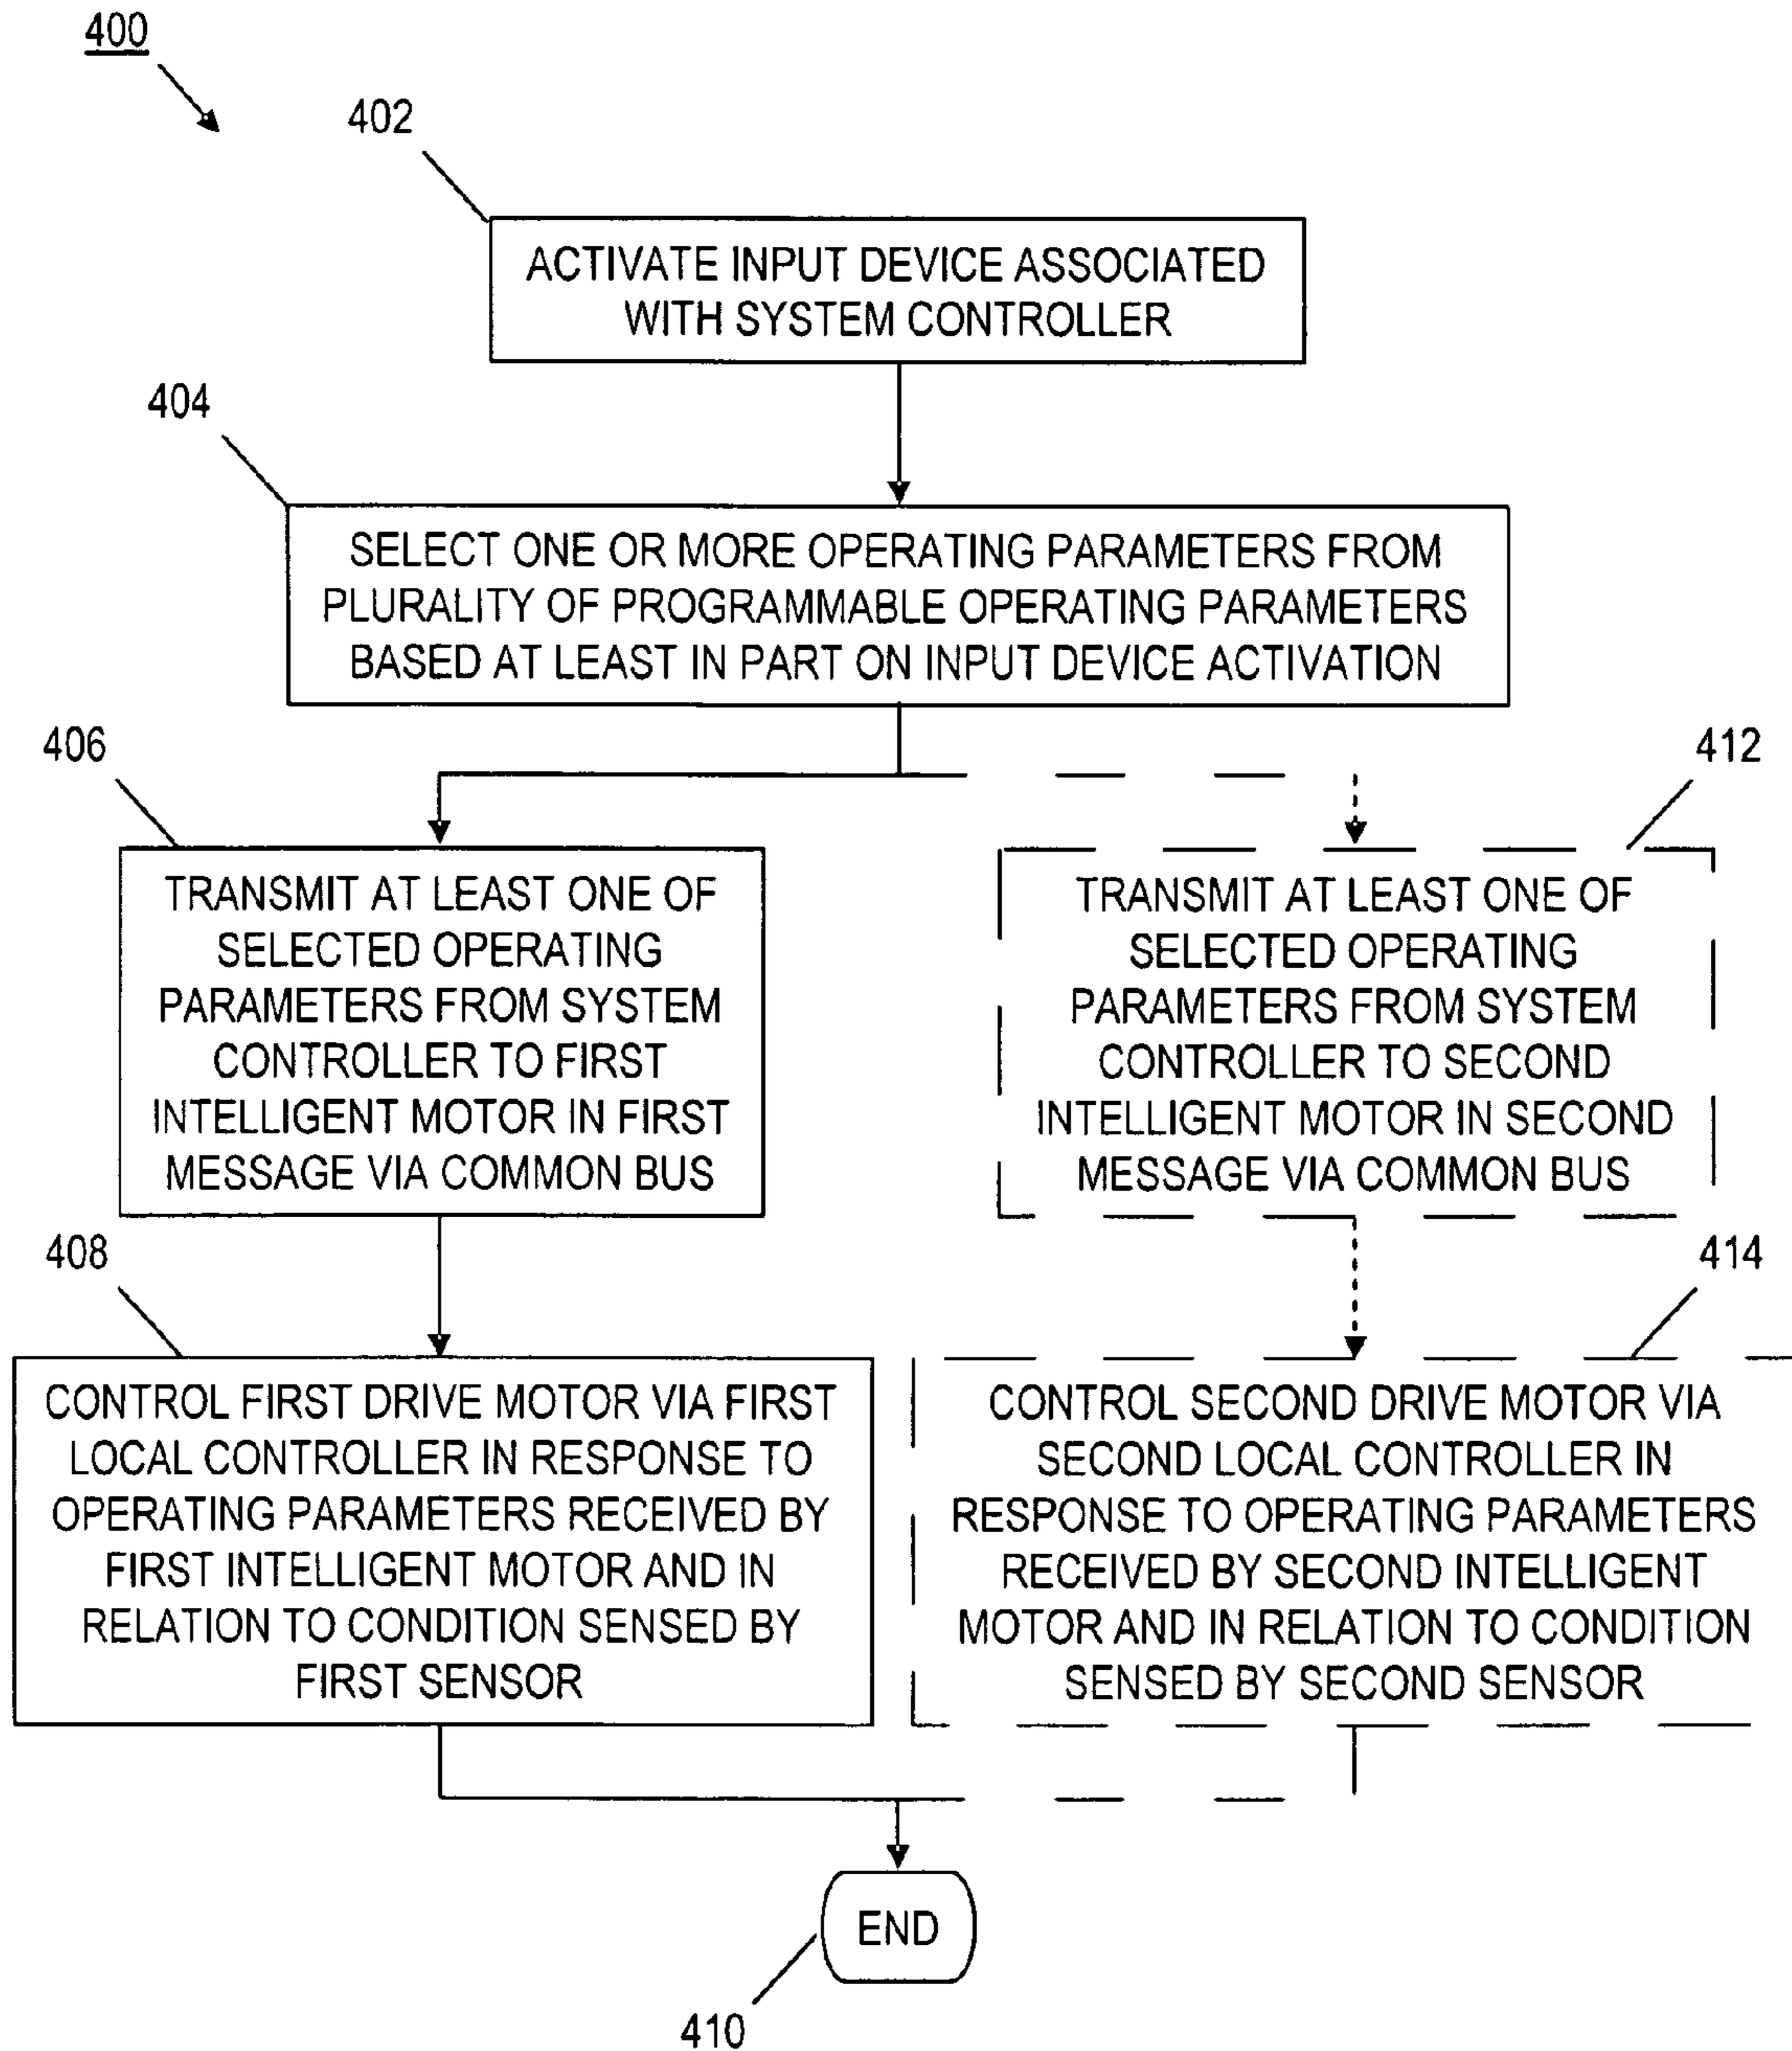 400
402
ACTIVATE INPUT DEVICE ASSOCIATED
WITH SYSTEM CONTROLLER
404
SELECT ONE OR MORE OPERATING PARAMETERS FROM
PLURALITY OF PROGRAMMABLE OPERATING PARAMETERS
BASED AT LEAST IN PART ON INPUT DEVICE ACTIVATION
406
TRANSMIT AT LEAST ONE OF
SELECTED OPERATING
PARAMETERS FROM SYSTEM
CONTROLLER TO FIRST
INTELLIGENT MOTOR IN FIRST
MESSAGE VIA COMMON BUS
412
TRANSMIT AT LEAST ONE OF
SELECTED OPERATING
PARAMETERS FROM SYSTEM
CONTROLLER TO SECOND
INTELLIGENT MOTOR IN SECOND
MESSAGE VIA COMMON BUS
408
CONTROL FIRST DRIVE MOTOR VIA FIRST
LOCAL CONTROLLER IN RESPONSE TO
OPERATING PARAMETERS RECEIVED BY
FIRST INTELLIGENT MOTOR AND IN
RELATION TO CONDITION SENSED BY
FIRST SENSOR
414
CONTROL SECOND DRIVE MOTOR VIA
SECOND LOCAL CONTROLLER IN
RESPONSE TO OPERATING PARAMETERS
RECEIVED BY SECOND INTELLIGENT
MOTOR AND IN RELATION TO CONDITION
SENSED BY SECOND SENSOR
END
410